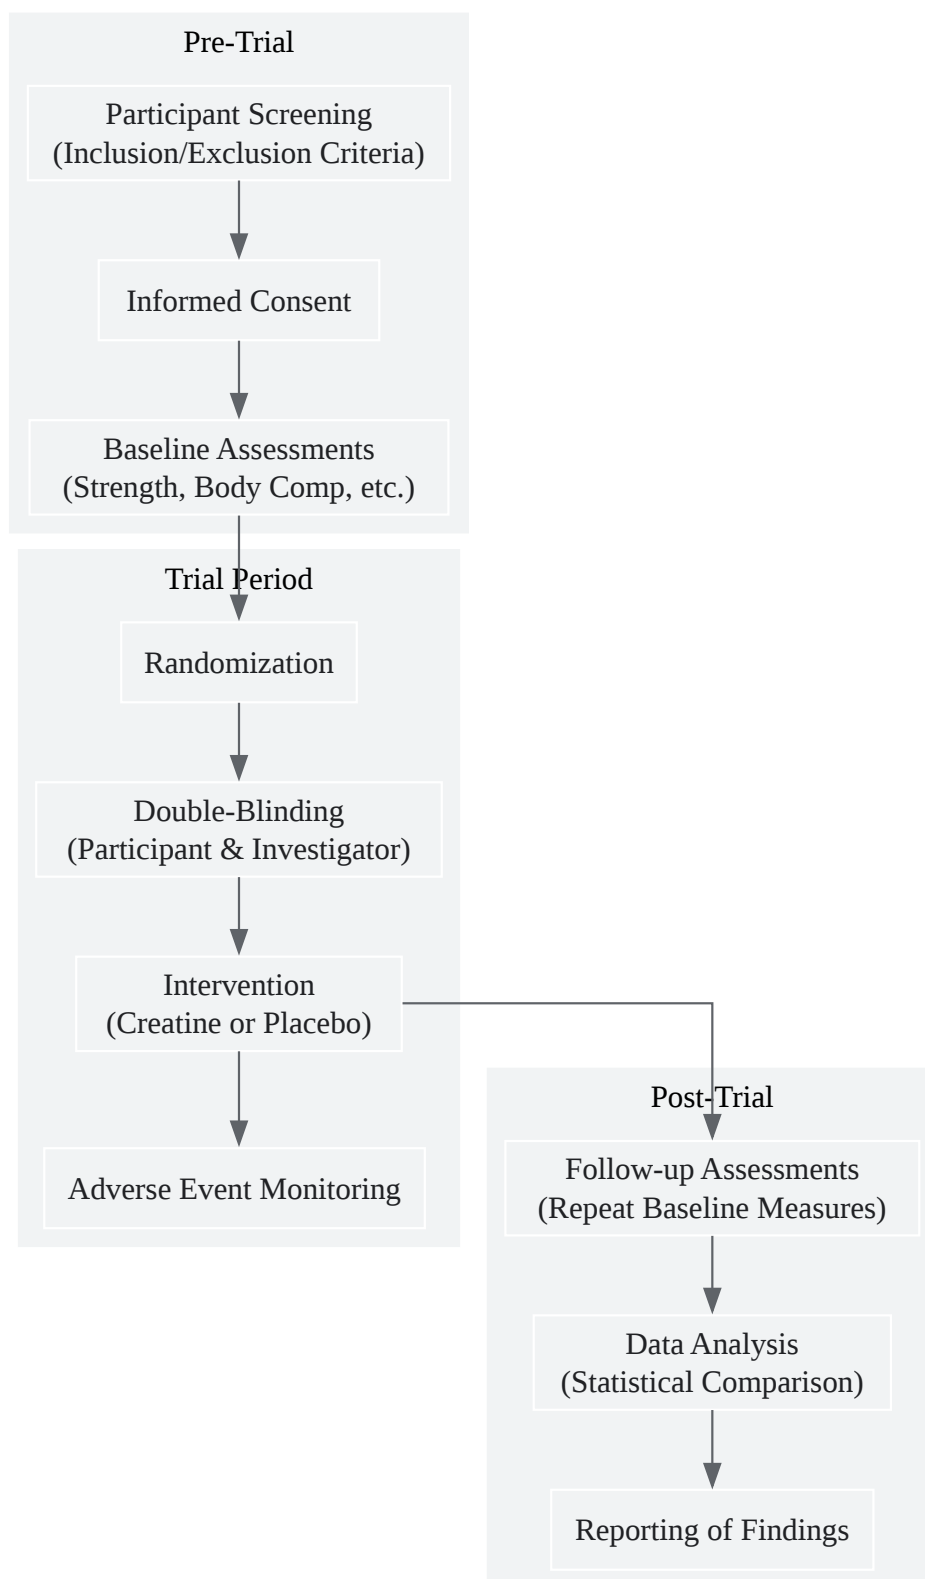 Pre-Trial
Participant Screening
(Inclusion/Exclusion Criteria)
Informed Consent
Baseline Assessments
(Strength, Body Comp, etc.)
Trial Period
Randomization
Double-Blinding
(Participant & Investigator)
Intervention
(Creatine or Placebo)
Adverse Event Monitoring
Post-Trial
Follow-up Assessments
(Repeat Baseline Measures)
Data Analysis
(Statistical Comparison)
Reporting of Findings